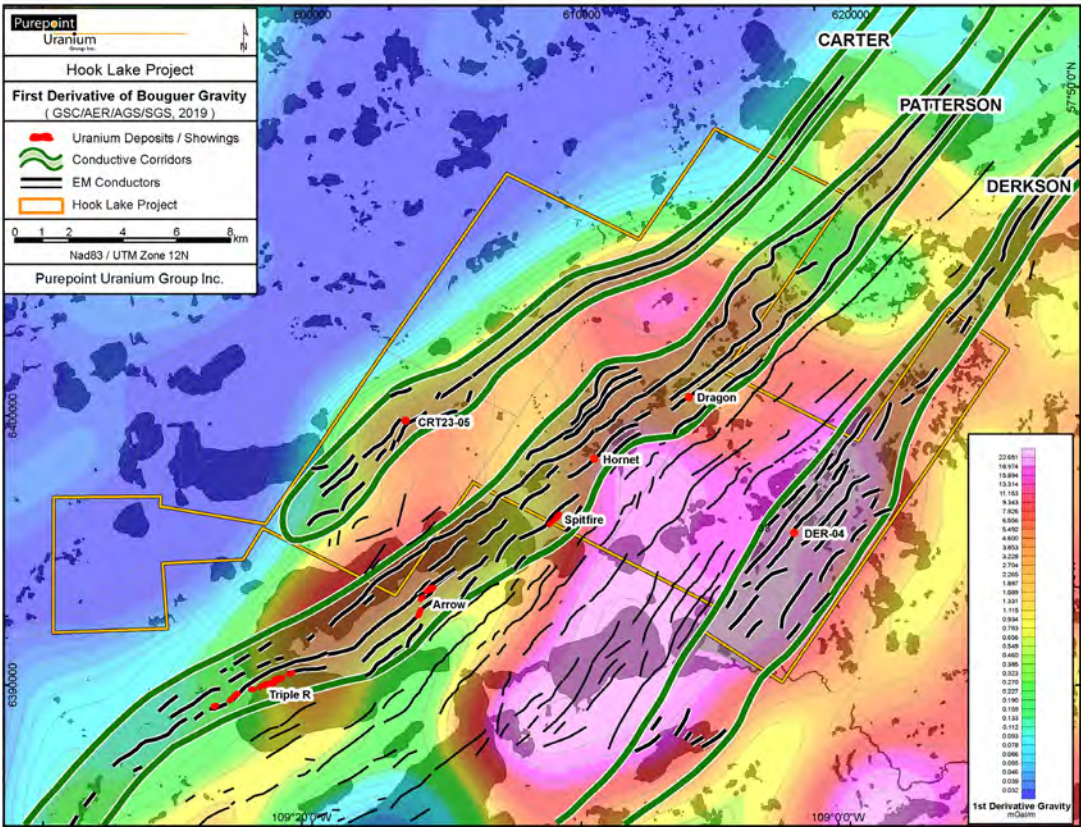 Purepoint
Uranium
Group Inc.
N
Hook Lake Project
First Derivative of Bouguer Gravity
( GSC/AER/AGS/SGS, 2019 )
Uranium Deposits / Showings
Conductive Corridors
EM Conductors
Hook Lake Project
0 1 2 4 6 8 km
Nad83 / UTM Zone 12N
Purepoint Uranium Group Inc.
600000
610000
620000
57°50'0"N
CARTER
PATTERSON
DERKSON
6400000
6390000
Dragon
CRT23-05
Hornet
Spitfire
DER-04
Arrow
Triple R
109°20'0"W
109°0'0"W
22.651
18.974
15.894
13.314
11.153
9.343
7.826
6.556
5.492
4.600
3.853
3.228
2.704
2.265
1.897
1.589
1.331
1.115
0.934
0.783
0.656
0.549
0.460
0.385
0.323
0.270
0.227
0.190
0.159
0.133
0.112
0.093
0.078
0.066
0.055
0.046
0.039
0.032
1st Derivative Gravity
mGal/m